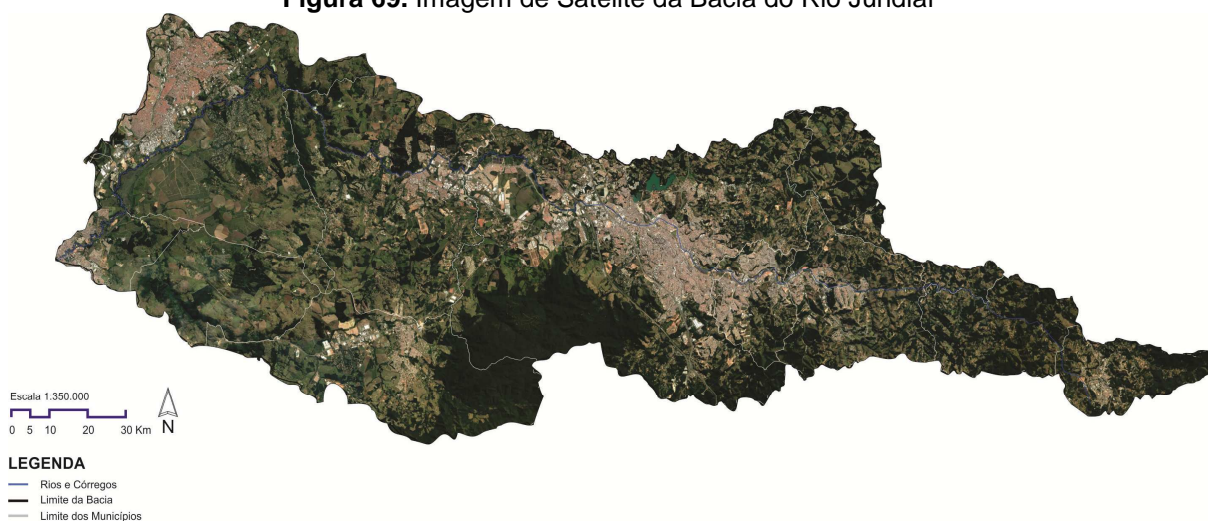 Figura 69. Imagem de Satélite da Bacia do Rio Jundiaí
Escala 1:350.000
0 5 10 20 30 Km
N
LEGENDA
Rios e Córregos
Limite da Bacia
Limite dos Municípios